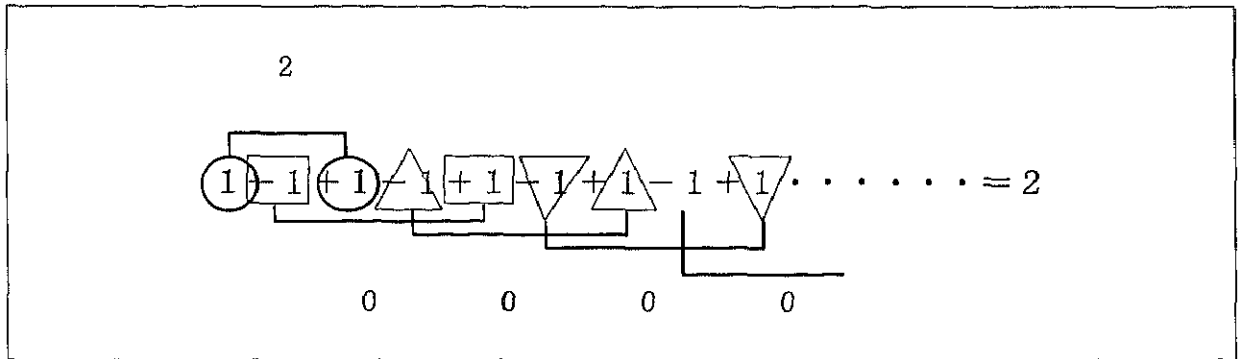 2
1 - 1 + 1 - 1 + 1 - 1 + 1 - 1 + 1 · · · · · · · = 2
0 0 0 0